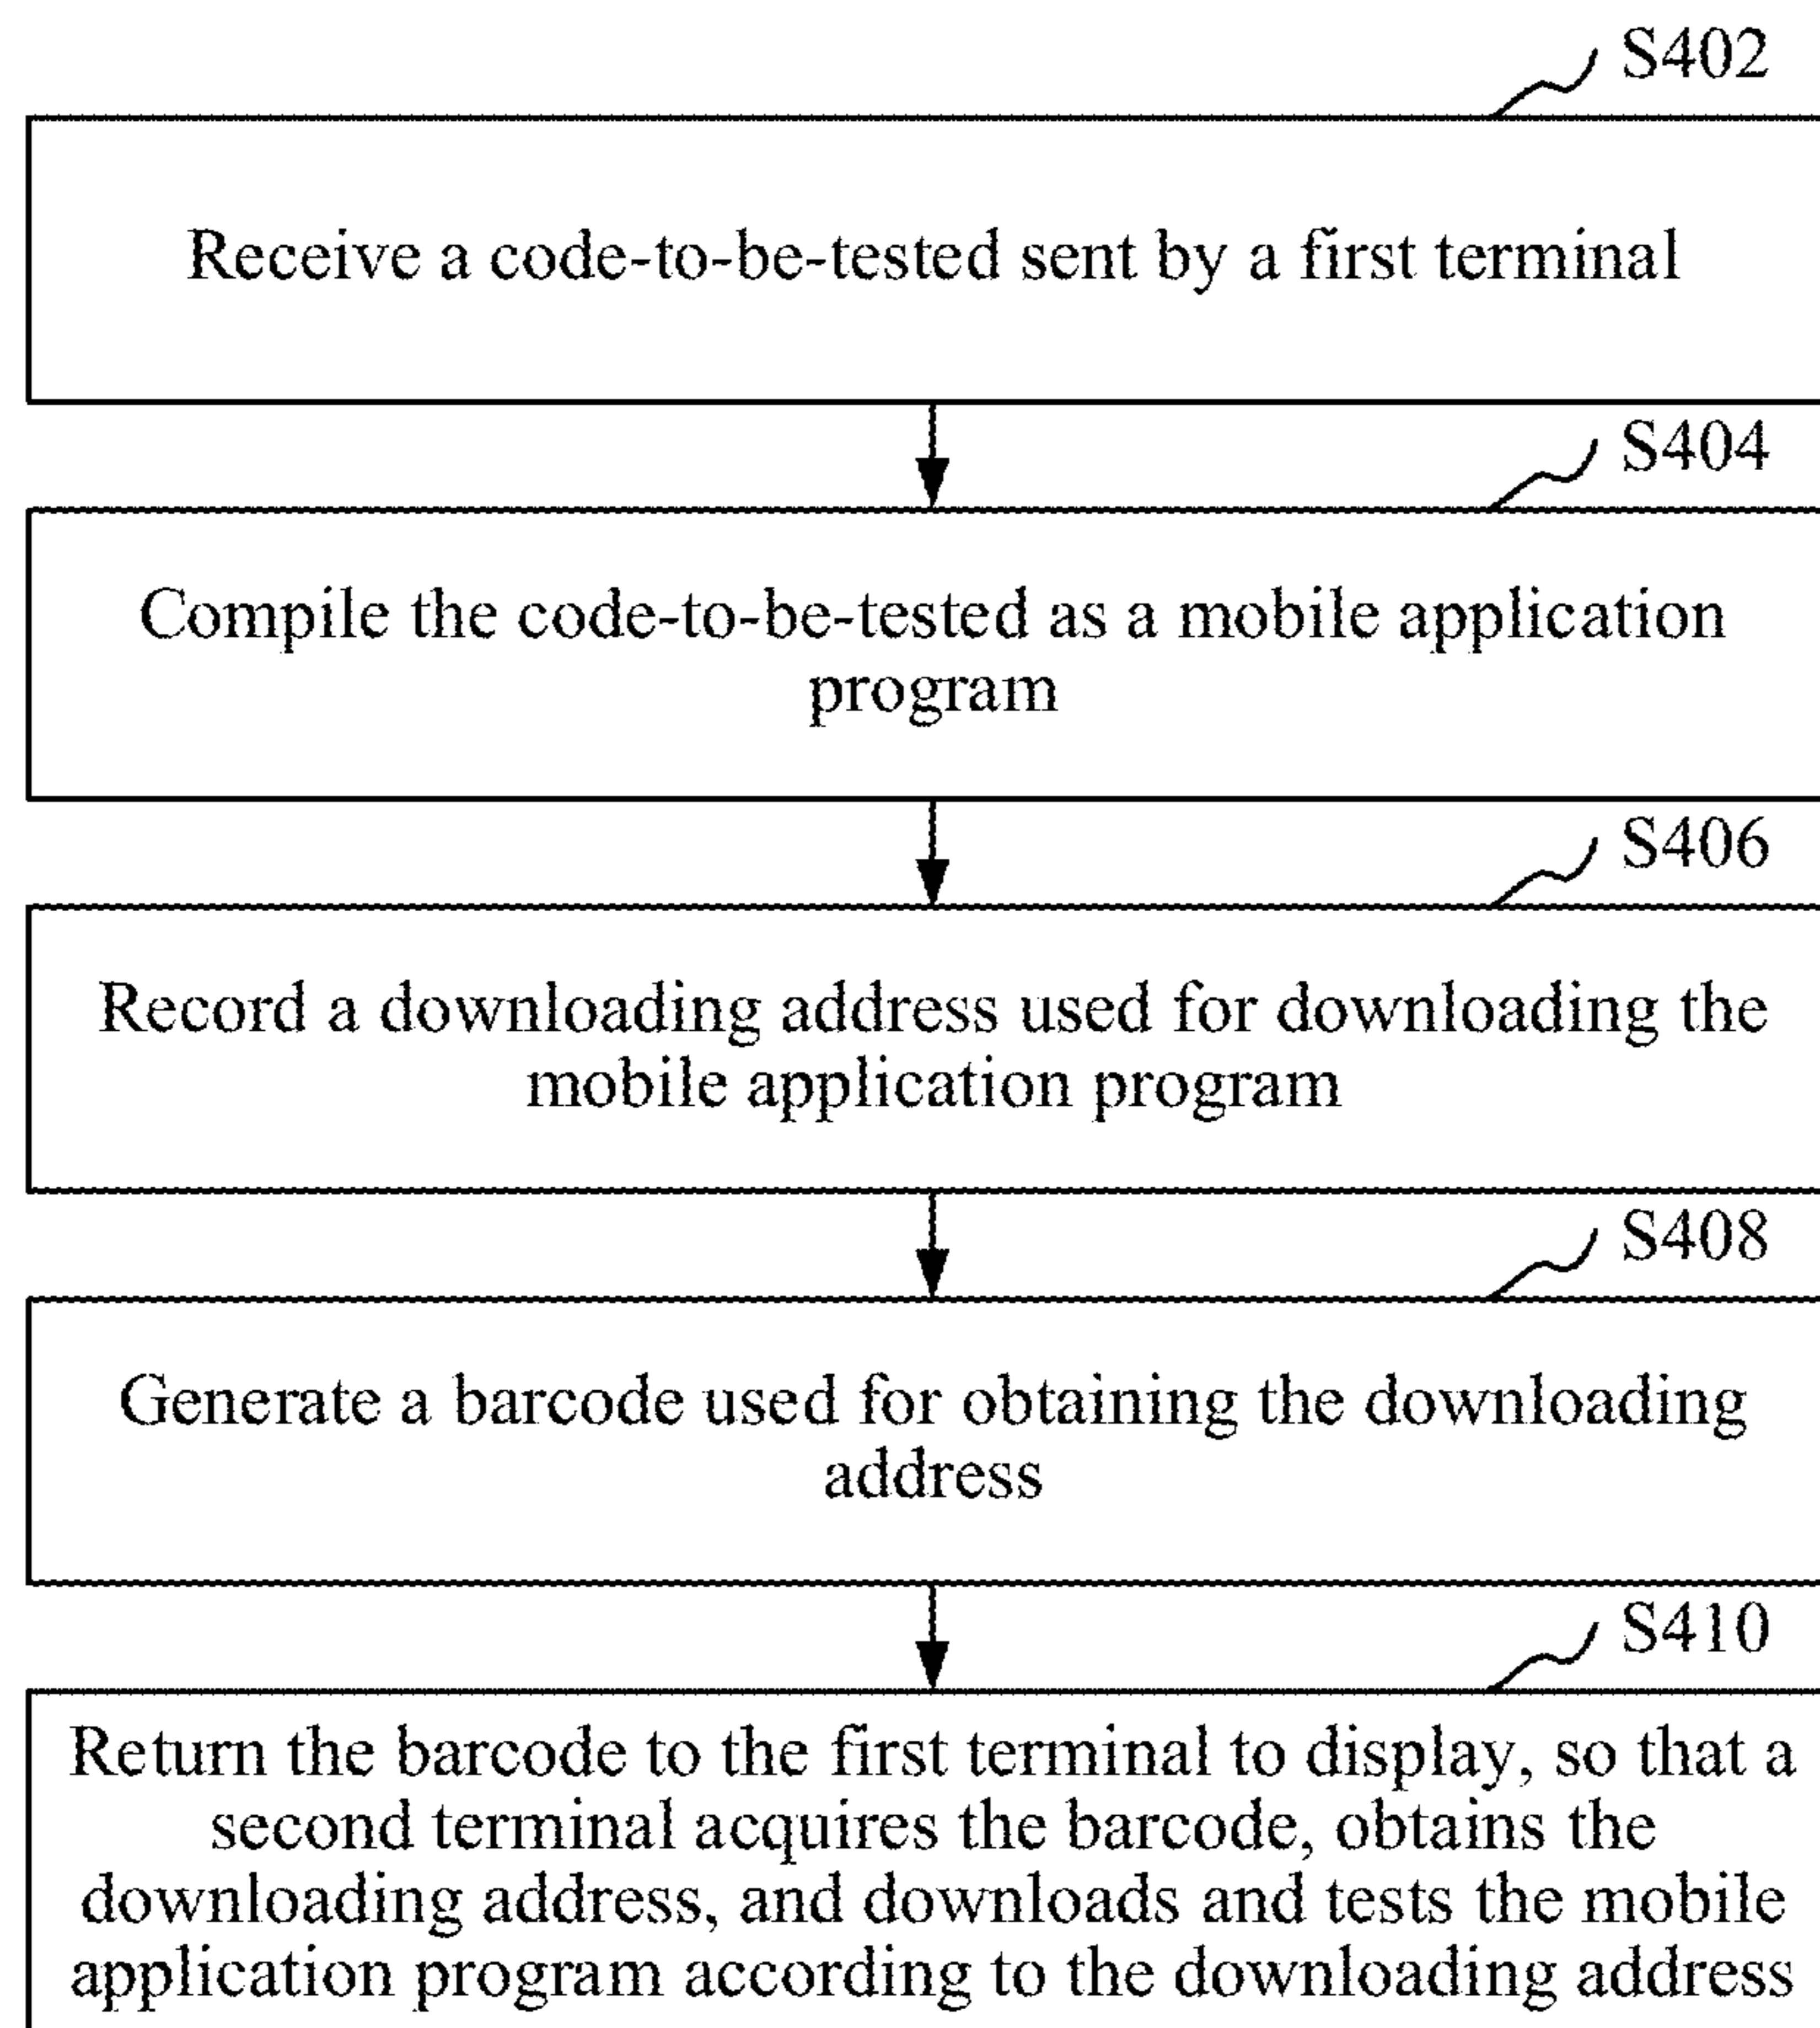 S402
Receive a code-to-be-tested sent by a first terminal
S404
Compile the code-to-be-tested as a mobile application
program
S406
Record a downloading address used for downloading the
mobile application program
S408
Generate a barcode used for obtaining the downloading
address
S410
Return the barcode to the first terminal to display, so that a
second terminal acquires the barcode, obtains the
downloading address, and downloads and tests the mobile
application program according to the downloading address